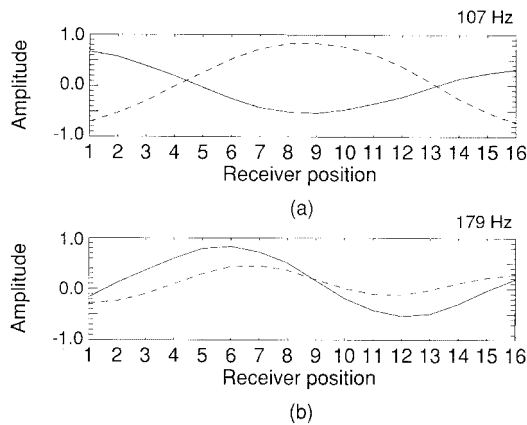 107 Hz
1.0
0.0
-1.0
Amplitude
1 2 3 4 5 6 7 8 9 10 11 12 13 14 15 16
Receiver position
(a)
179 Hz
1.0
0.0
-1.0
Amplitude
1 2 3 4 5 6 7 8 9 10 11 12 13 14 15 16
Receiver position
(b)